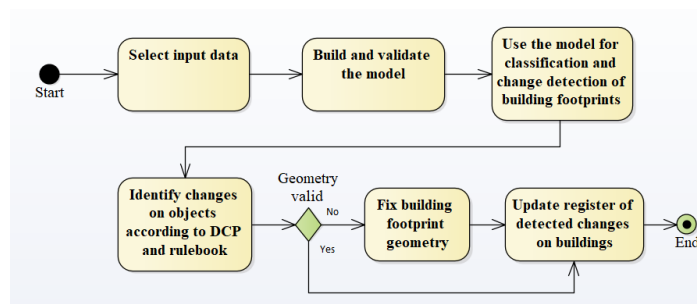 Start
Select input data
Build and validate
the model
Use the model for
classification and
change detection of
building footprints
Identify changes
on objects
according to DCP
and rulebook
Geometry
valid
No
Yes
Fix building
footprint
geometry
Update register of
detected changes
on buildings
End